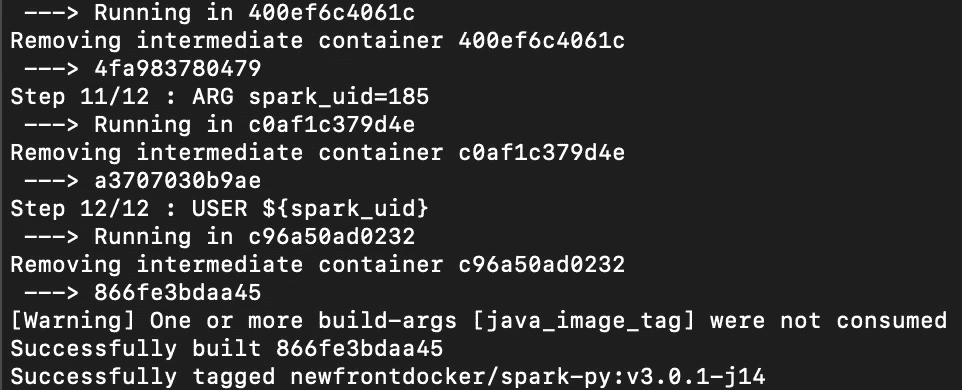 ---> Running in 400ef6c4061c
Removing intermediate container 400ef6c4061c
---> 4fa983780479
Step 11/12 : ARG spark_uid=185
---> Running in c0af1c379d4e
Removing intermediate container c0af1c379d4e
---> a3707030b9ae
Step 12/12 : USER ${spark_uid}
---> Running in c96a50ad0232
Removing intermediate container c96a50ad0232
---> 866fe3bdaa45
[Warning] One or more build-args [java_image_tag] were not consumed
Successfully built 866fe3bdaa45
Successfully tagged newfrontdocker/spark-py:v3.0.1-j14